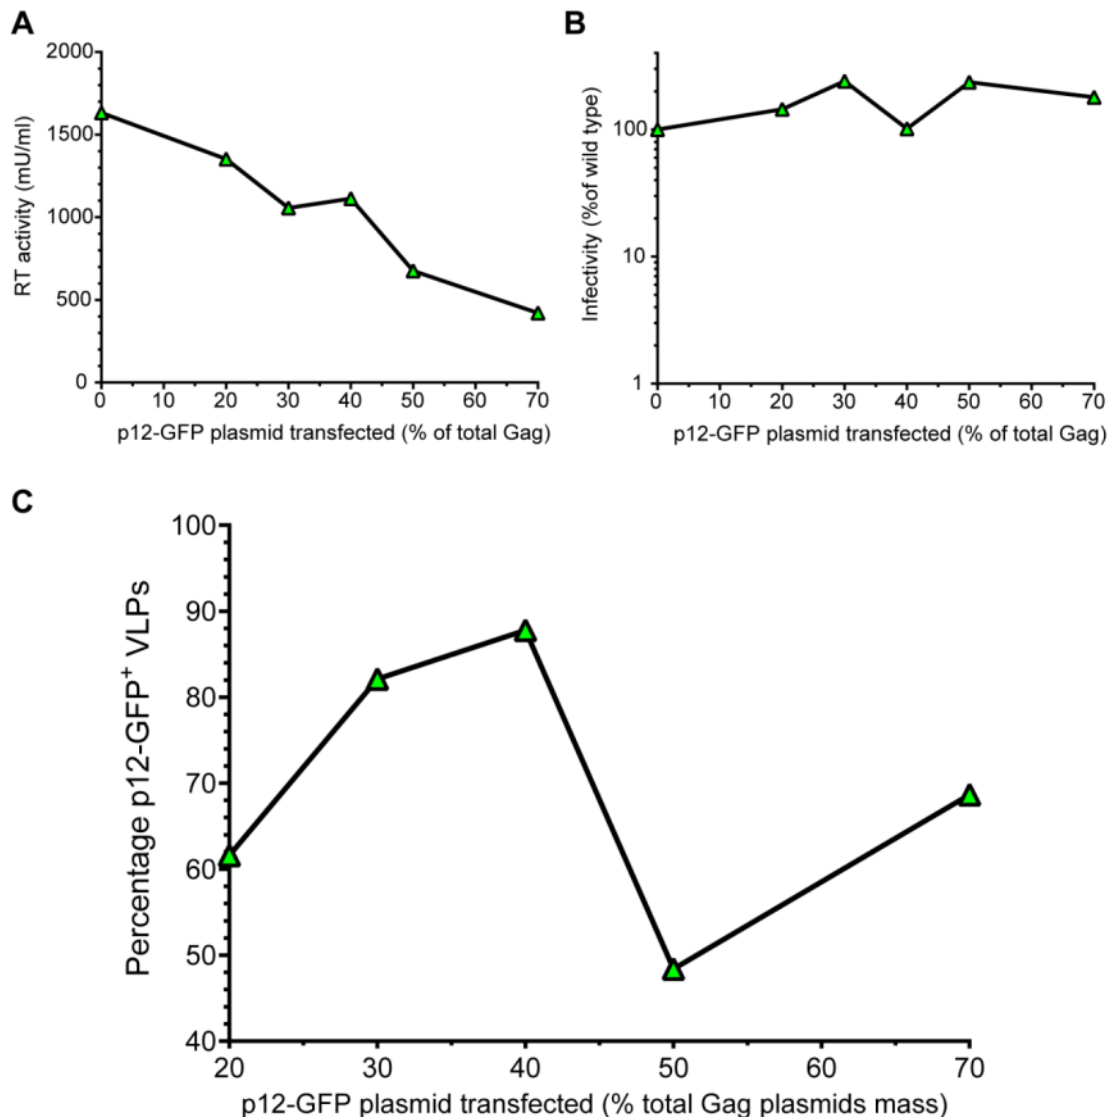 A
RT activity (mU/ml)
2000
1500
1000
500
0
0 10 20 30 40 50 60 70
p12-GFP plasmid transfected (% of total Gag)
B
Infectivity (%of wild type)
100
10
1
0 10 20 30 40 50 60 70
p12-GFP plasmid transfected (% of total Gag)
C
Percentage p12-GFP⁺ VLPs
100
90
80
70
60
50
40
20 30 40 50 60 70
p12-GFP plasmid transfected (% total Gag plasmids mass)